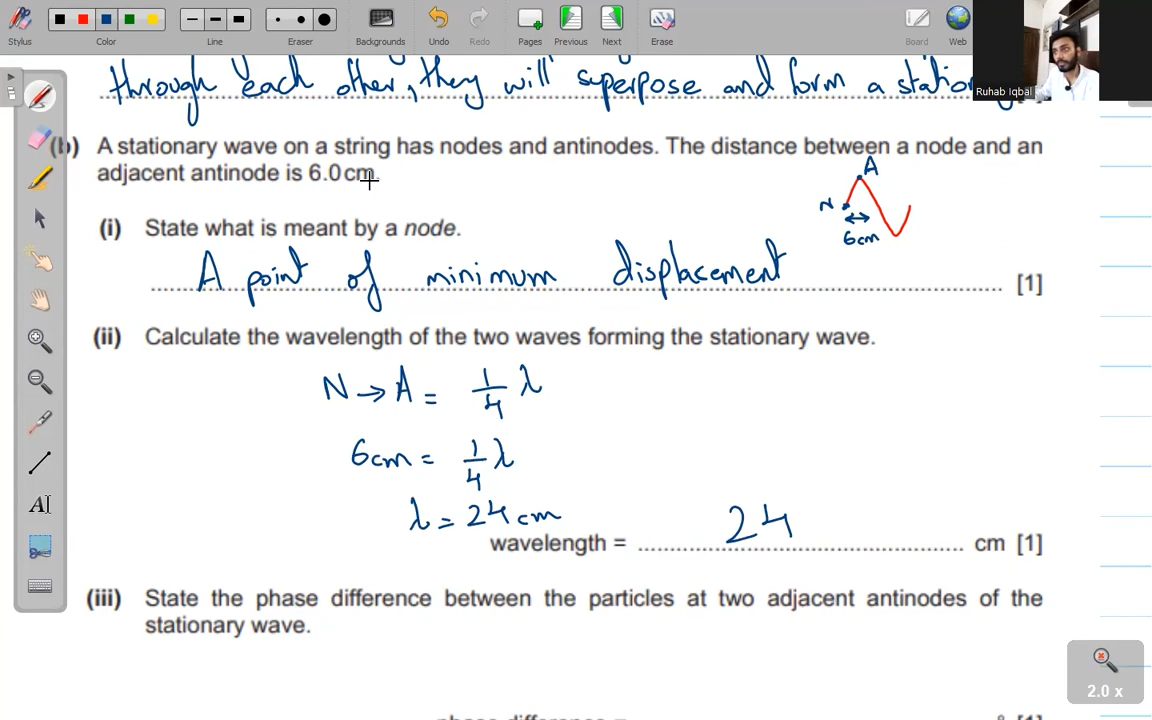 Stylus Color Line Eraser Backgrounds Undo Redo Pages Previous Next Erase Board Web
Ruhab Iqbal
through each other, they will superpose and form a
(b) A stationary wave on a string has nodes and antinodes. The distance between a node and an
adjacent antinode is 6.0 cm.
A
N
6cm
(i) State what is meant by a node.
A point of minimum displacement [1]
(ii) Calculate the wavelength of the two waves forming the stationary wave.
N → A = 1/4 λ
6cm = 1/4 λ
λ = 24 cm
wavelength = 24 cm [1]
(iii) State the phase difference between the particles at two adjacent antinodes of the
stationary wave.
phase difference =
2.0 x